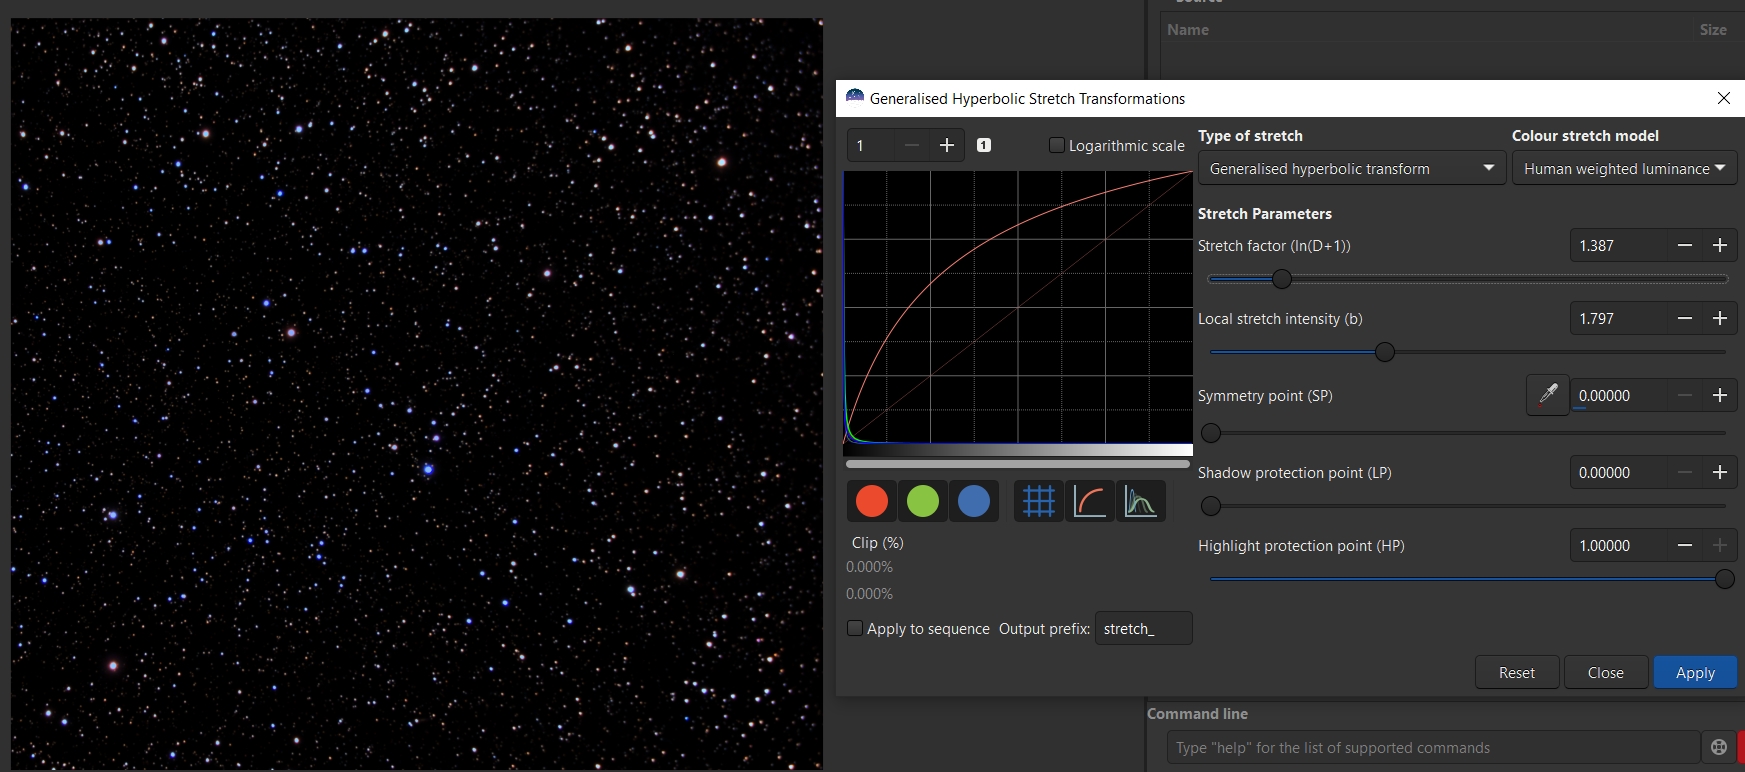 Source
Name Size
Generalised Hyperbolic Stretch Transformations
1 1 Logarithmic scale
Type of stretch Colour stretch model
Generalised hyperbolic transform Human weighted luminance
Stretch Parameters
Stretch factor (ln(D+1)) 1.387
Local stretch intensity (b) 1.797
Symmetry point (SP) 0.00000
Shadow protection point (LP) 0.00000
Highlight protection point (HP) 1.00000
Clip (%)
0.000%
0.000%
Apply to sequence Output prefix: stretch_
Reset Close Apply
Command line
Type "help" for the list of supported commands